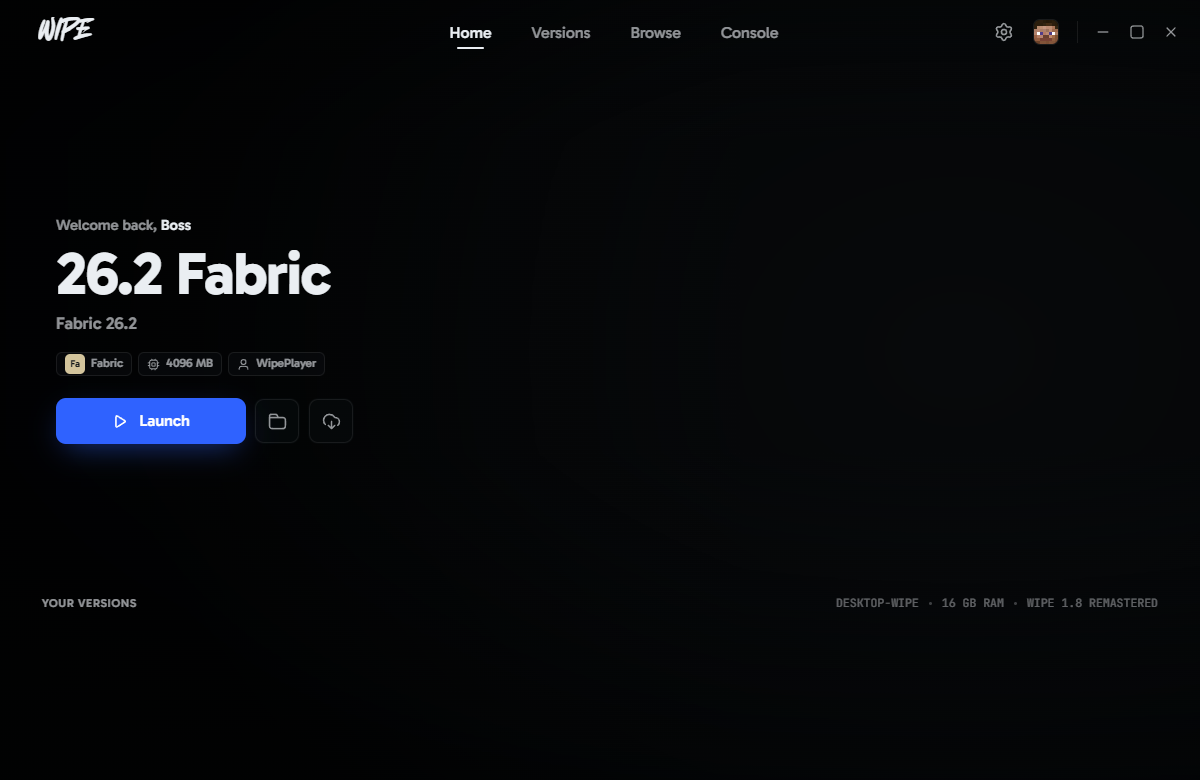 WIPE
Home Versions Browse Console
Welcome back, Boss
26.2 Fabric
Fabric 26.2
Fa Fabric 4096 MB WipePlayer
Launch
YOUR VERSIONS
DESKTOP-WIPE · 16 GB RAM · WIPE 1.8 REMASTERED